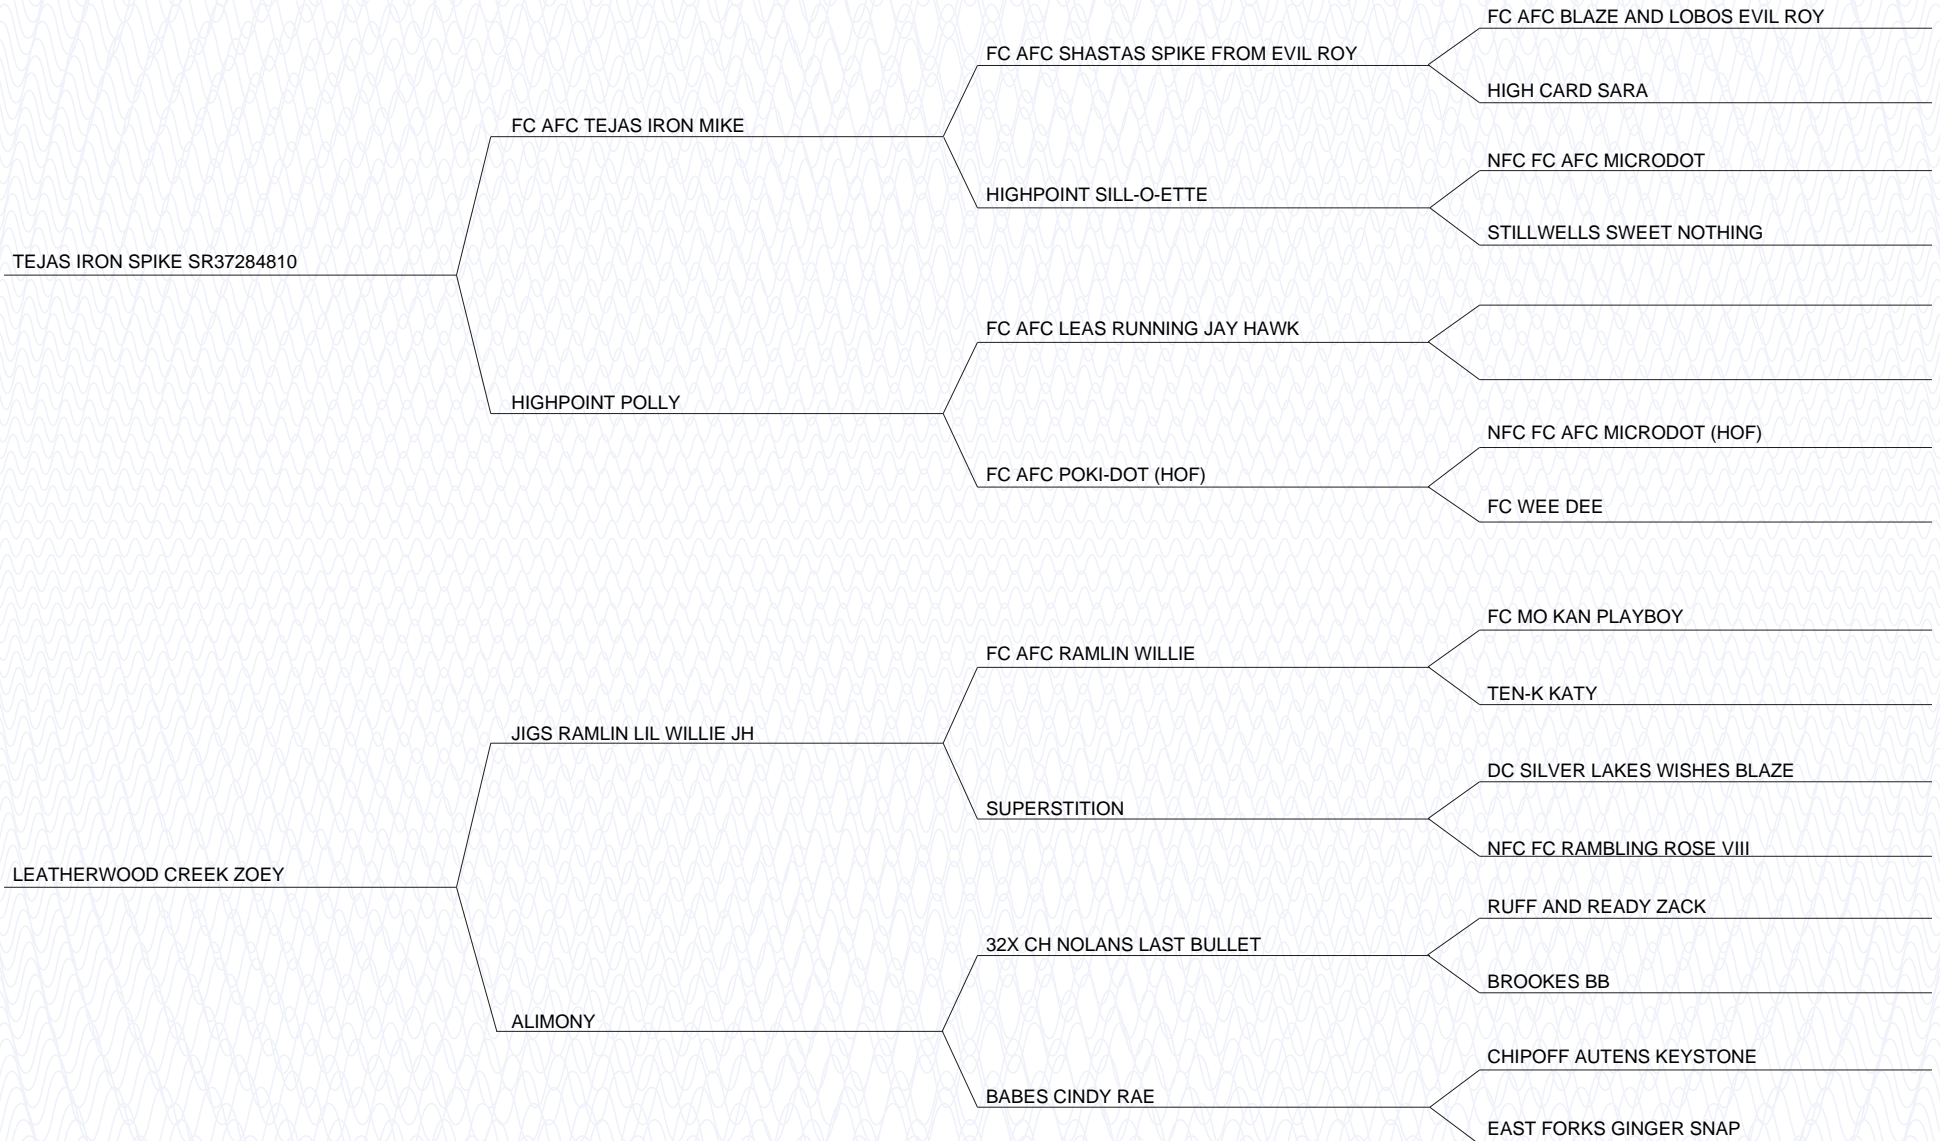 FC AFC BLAZE AND LOBOS EVIL ROY
FC AFC SHASTAS SPIKE FROM EVIL ROY
HIGH CARD SARA
FC AFC TEJAS IRON MIKE
NFC FC AFC MICRODOT
HIGHPOINT SILL-O-ETTE
STILLWELLS SWEET NOTHING
TEJAS IRON SPIKE SR37284810
FC AFC LEAS RUNNING JAY HAWK
HIGHPOINT POLLY
NFC FC AFC MICRODOT (HOF)
FC AFC POKI-DOT (HOF)
FC WEE DEE
FC MO KAN PLAYBOY
FC AFC RAMLIN WILLIE
TEN-K KATY
JIGS RAMLIN LIL WILLIE JH
DC SILVER LAKES WISHES BLAZE
SUPERSTITION
NFC FC RAMBLING ROSE VIII
LEATHERWOOD CREEK ZOEY
RUFF AND READY ZACK
32X CH NOLANS LAST BULLET
BROOKES BB
ALIMONY
CHIPOFF AUTENS KEYSTONE
BABES CINDY RAE
EAST FORKS GINGER SNAP